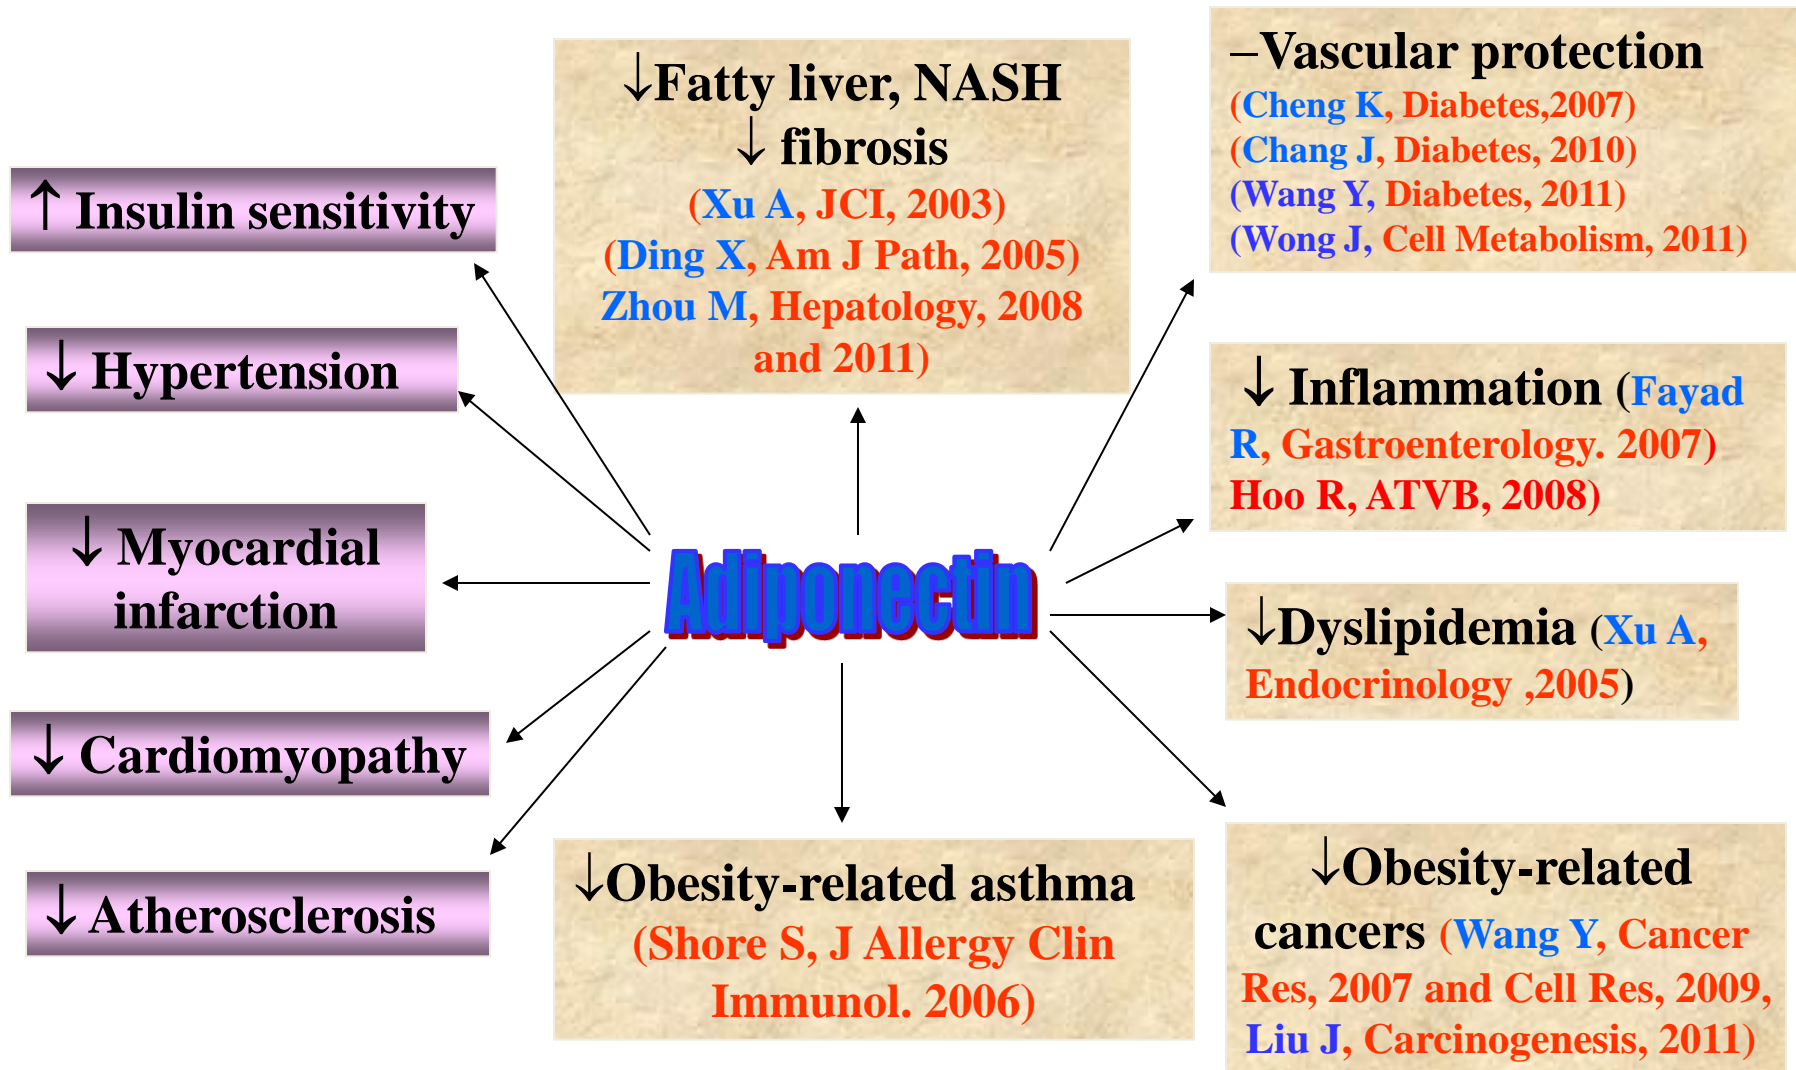 ↑ Insulin sensitivity
↓ Hypertension
↓ Myocardial
infarction
↓ Cardiomyopathy
↓ Atherosclerosis
↓Fatty liver, NASH
↓ fibrosis
(Xu A, JCI, 2003)
(Ding X, Am J Path, 2005)
Zhou M, Hepatology, 2008
and 2011)
Adiponectin
↓Obesity-related asthma
(Shore S, J Allergy Clin
Immunol. 2006)
–Vascular protection
(Cheng K, Diabetes,2007)
(Chang J, Diabetes, 2010)
(Wang Y, Diabetes, 2011)
(Wong J, Cell Metabolism, 2011)
↓ Inflammation (Fayad
R, Gastroenterology. 2007)
Hoo R, ATVB, 2008)
↓Dyslipidemia (Xu A,
Endocrinology ,2005)
↓Obesity-related
cancers (Wang Y, Cancer
Res, 2007 and Cell Res, 2009,
Liu J, Carcinogenesis, 2011)